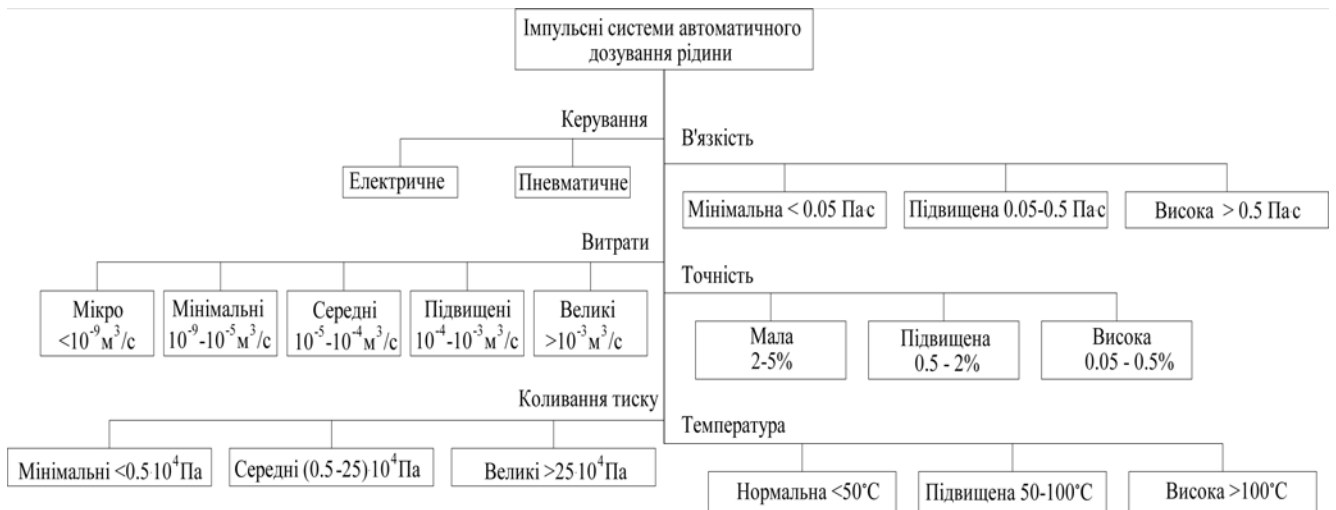 Імпульсні системи автоматичного
дозування рідини
Керування
Електричне
Пневматичне
В'язкість
Мінімальна < 0.05 Па с
Підвищена 0.05-0.5 Па с
Висока > 0.5 Па с
Витрати
Мікро
<10⁻⁹м³/с
Мінімальні
10⁻⁹-10⁻⁵м³/с
Середні
10⁻⁵-10⁻⁴м³/с
Підвищені
10⁻⁴-10⁻³м³/с
Великі
>10⁻³м³/с
Точність
Мала
2-5%
Підвищена
0.5 - 2%
Висока
0.05 - 0.5%
Коливання тиску
Мінімальні <0.5·10⁴Па
Середні (0.5-25)·10⁴Па
Великі >25·10⁴Па
Температура
Нормальна <50°С
Підвищена 50-100°С
Висока >100°С